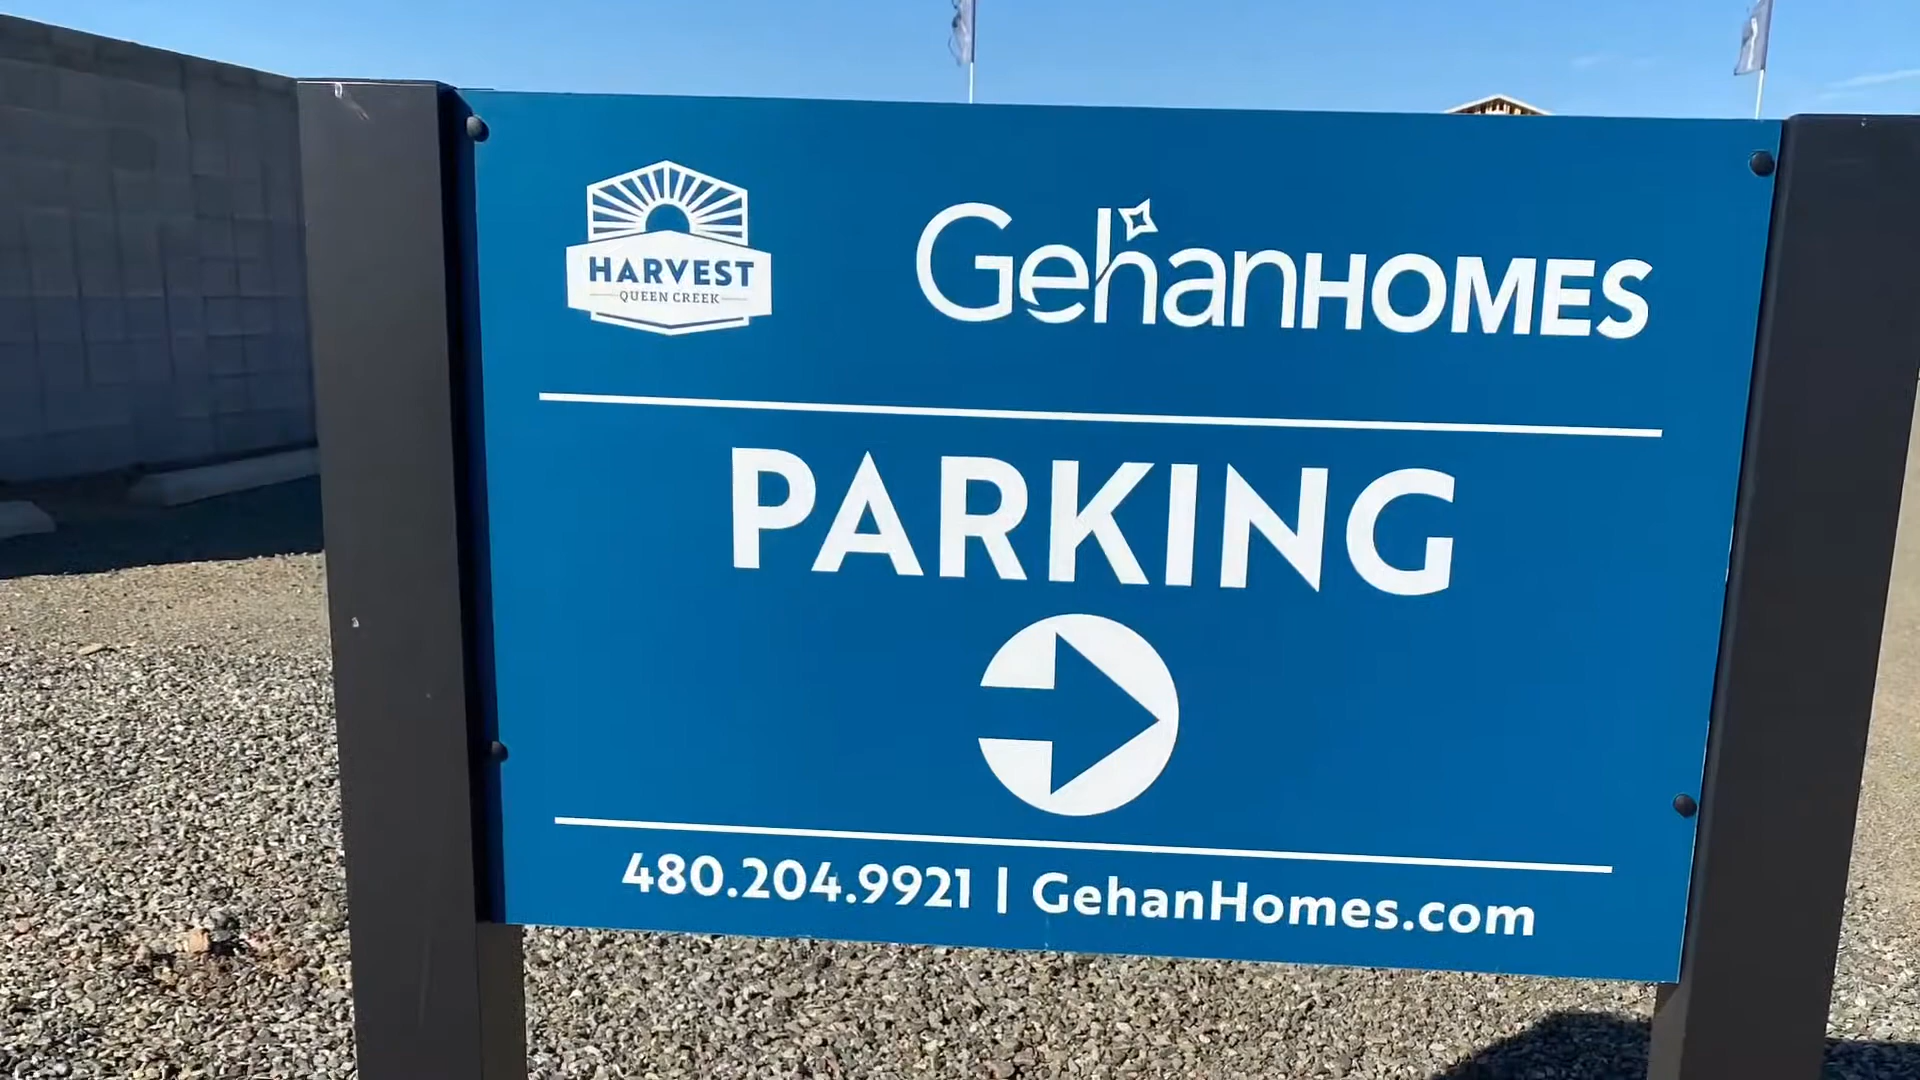 HARVEST
QUEEN CREEK
GehanHOMES
PARKING
480.204.9921 | GehanHomes.com